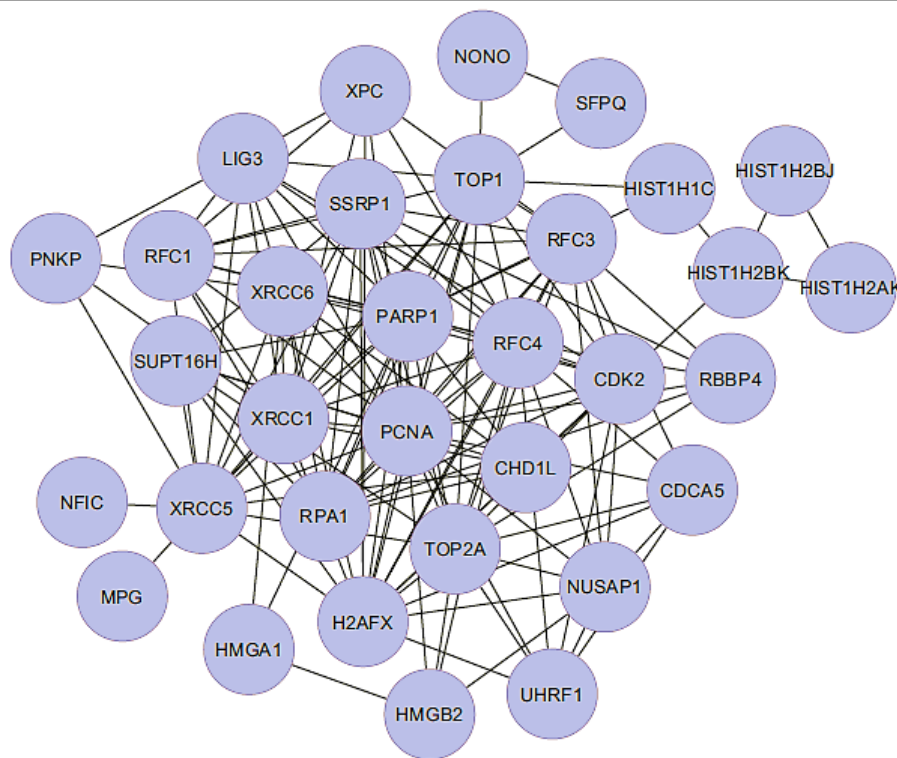 NONO
XPC
SFPQ
LIG3
HIST1H2BJ
TOP1
HIST1H1C
SSRP1
RFC3
PNKP
RFC1
HIST1H2BK
HIST1H2AK
XRCC6
PARP1
RFC4
SUPT16H
CDK2
RBBP4
XRCC1
PCNA
CHD1L
CDCA5
NFIC
XRCC5
RPA1
TOP2A
NUSAP1
MPG
H2AFX
HMGA1
UHRF1
HMGB2